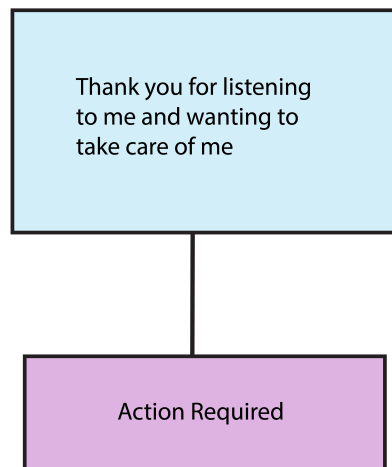 Thank you for listening
to me and wanting to
take care of me
Action Required